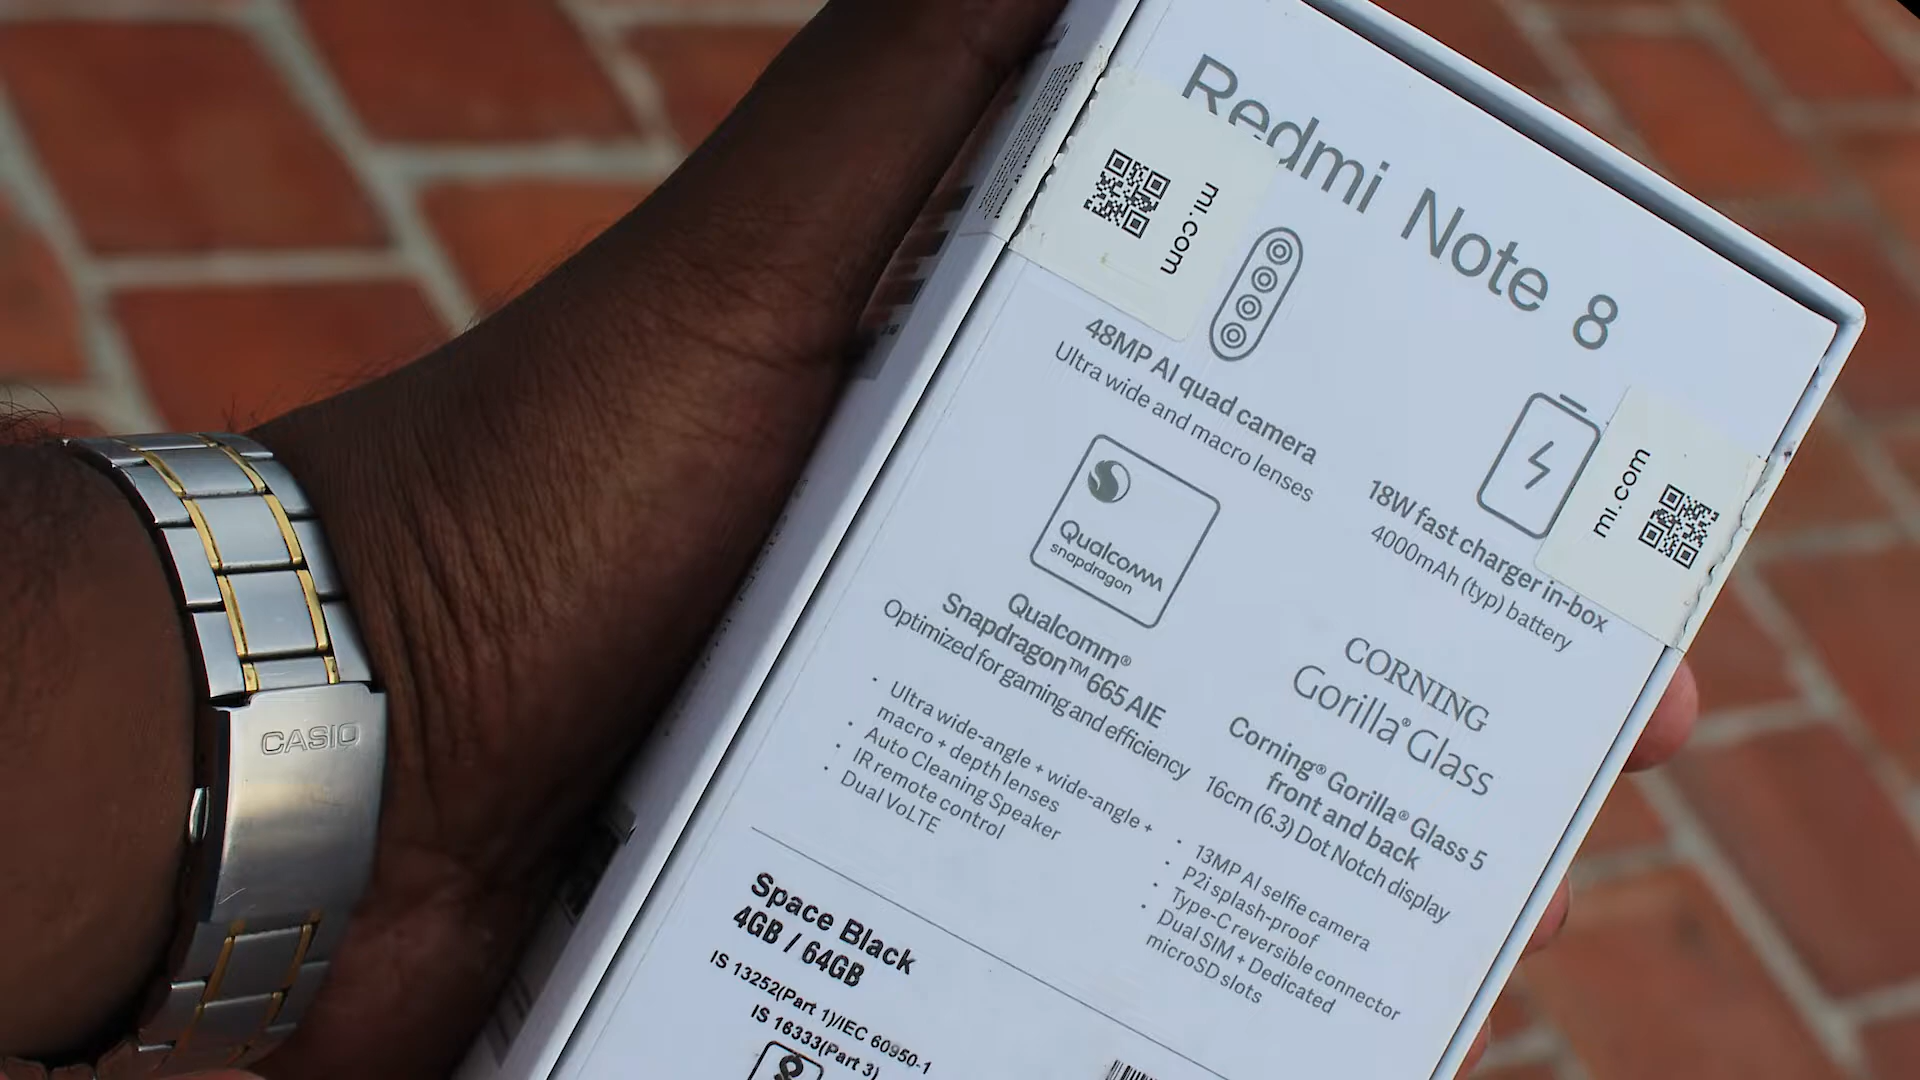 Redmi Note 8
mi.com
48MP AI quad camera
Ultra wide and macro lenses
mi.com
18W fast charger in-box
4000mAh (typ) battery
Qualcomm
snapdragon
Qualcomm®
Snapdragon™ 665 AIE
Optimized for gaming and efficiency
• Ultra wide-angle + wide-angle +
macro + depth lenses
• Auto Cleaning Speaker
• IR remote control
• Dual VoLTE
CORNING
Gorilla® Glass
Corning® Gorilla® Glass 5
front and back
16cm (6.3) Dot Notch display
• 13MP AI selfie camera
• P2i splash-proof
• Type-C reversible connector
• Dual SIM + Dedicated
microSD slots
Space Black
4GB / 64GB
IS 13252(Part 1)/IEC 60950-1
IS 16333(Part 3)
CASIO